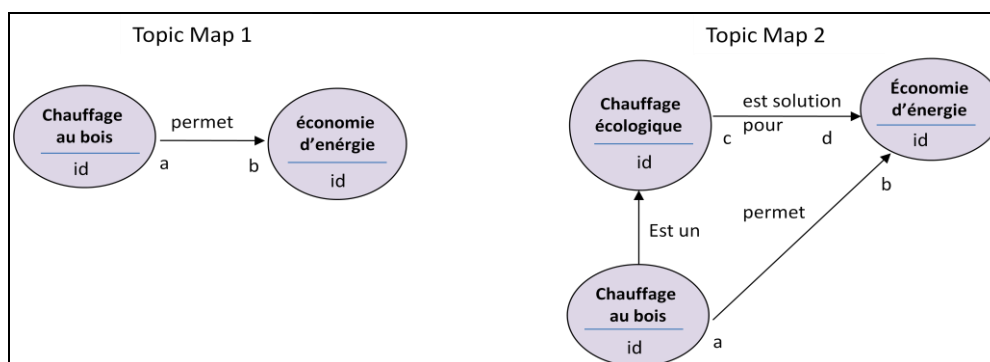 Topic Map 1
Chauffage
au bois
id
permet
a
b
économie
d'enérgie
id
Topic Map 2
Chauffage
écologique
id
est solution
pour
c
d
Économie
d'énergie
id
Est un
permet
b
Chauffage
au bois
id
a